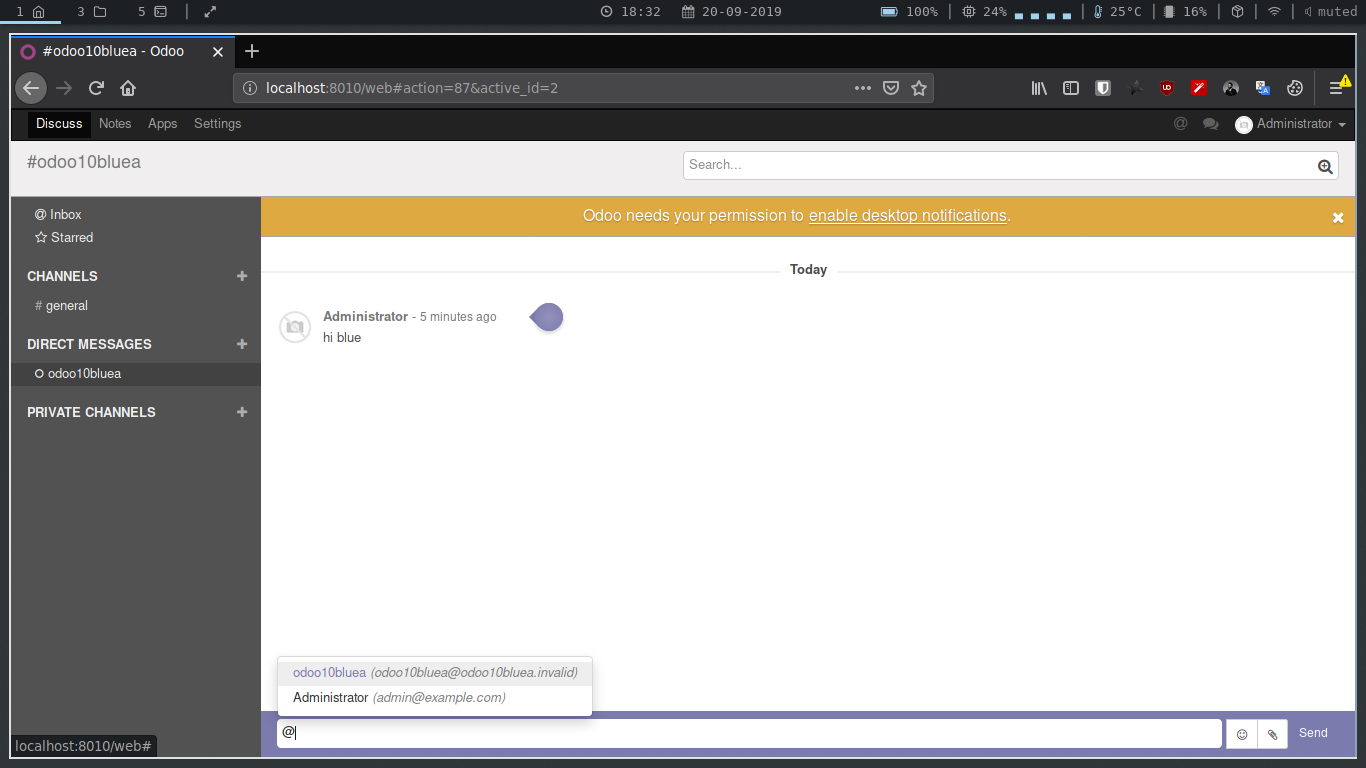 1 3 5 18:32 20-09-2019 100% 24% 25°C 16% muted
#odoo10bluea - Odoo
localhost:8010/web#action=87&active_id=2
Discuss Notes Apps Settings @ Administrator
#odoo10bluea Search...
@ Inbox
Starred
CHANNELS
# general
DIRECT MESSAGES
odoo10bluea
PRIVATE CHANNELS
Odoo needs your permission to enable desktop notifications.
Today
Administrator - 5 minutes ago
hi blue
odoo10bluea (odoo10bluea@odoo10bluea.invalid)
Administrator (admin@example.com)
@ Send
localhost:8010/web#